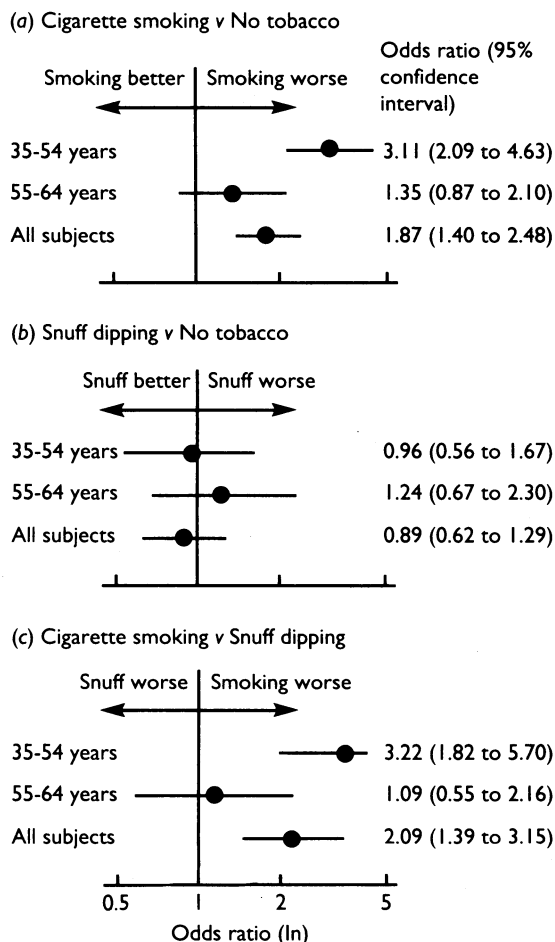 (a) Cigarette smoking v No tobacco
Odds ratio (95%
confidence
interval)
Smoking better Smoking worse
35-54 years 3.11 (2.09 to 4.63)
55-64 years 1.35 (0.87 to 2.10)
All subjects 1.87 (1.40 to 2.48)
(b) Snuff dipping v No tobacco
Snuff better Snuff worse
35-54 years 0.96 (0.56 to 1.67)
55-64 years 1.24 (0.67 to 2.30)
All subjects 0.89 (0.62 to 1.29)
(c) Cigarette smoking v Snuff dipping
Snuff worse Smoking worse
35-54 years 3.22 (1.82 to 5.70)
55-64 years 1.09 (0.55 to 2.16)
All subjects 2.09 (1.39 to 3.15)
0.5 1 2 5
Odds ratio (ln)